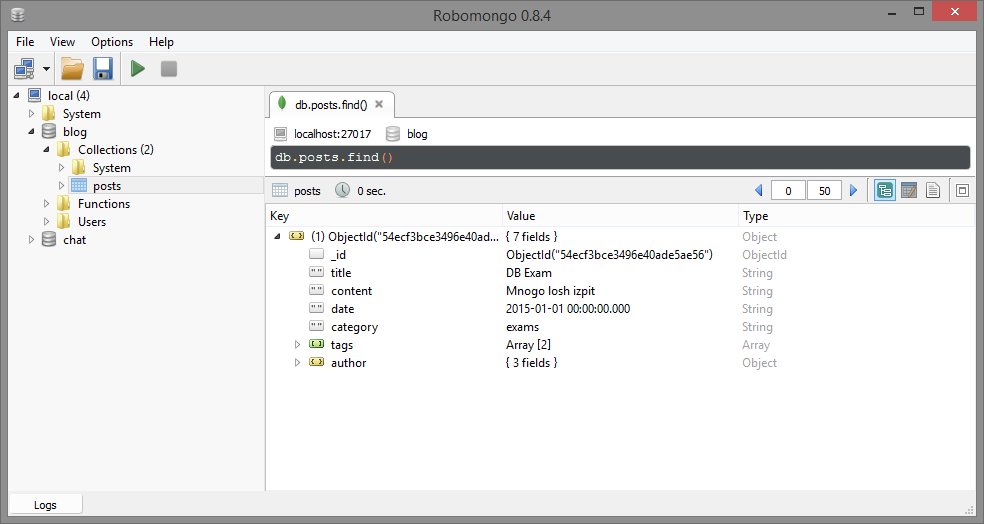 Robomongo 0.8.4
File View Options Help
local (4)
System
blog
Collections (2)
System
posts
Functions
Users
chat
db.posts.find()
localhost:27017 blog
db.posts.find()
posts 0 sec. 0 50
Key Value Type
(1) ObjectId("54ecf3bce3496e40ad... { 7 fields } Object
_id ObjectId("54ecf3bce3496e40ade5ae56") ObjectId
title DB Exam String
content Mnogo losh izpit String
date 2015-01-01 00:00:00.000 String
category exams String
tags Array [2] Array
author { 3 fields } Object
Logs